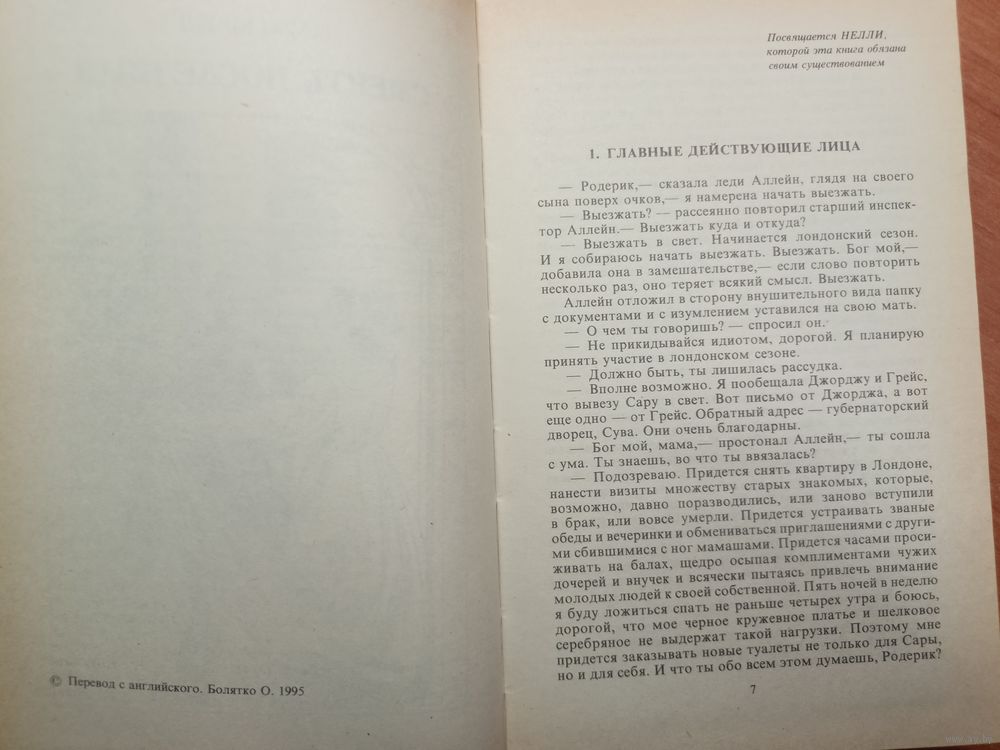 © Перевод с английского. Болятко О. 1995
Посвящается НЕЛЛИ,
которой эта книга обязана
своим существованием
1. ГЛАВНЫЕ ДЕЙСТВУЮЩИЕ ЛИЦА
— Родерик,— сказала леди Аллейн, глядя на своего
сына поверх очков,— я намерена начать выезжать.
— Выезжать? — рассеянно повторил старший инспек-
тор Аллейн.— Выезжать куда и откуда?
— Выезжать в свет. Начинается лондонский сезон.
И я собираюсь начать выезжать. Выезжать. Бог мой,—
добавила она в замешательстве,— если слово повторить
несколько раз, оно теряет всякий смысл. Выезжать.
Аллейн отложил в сторону внушительного вида папку
с документами и с изумлением уставился на свою мать.
— О чем ты говоришь? — спросил он.
— Не прикидывайся идиотом, дорогой. Я планирую
принять участие в лондонском сезоне.
— Должно быть, ты лишилась рассудка.
— Вполне возможно. Я пообещала Джорджу и Грейс,
что вывезу Сару в свет. Вот письмо от Джорджа, а вот
еще одно — от Грейс. Обратный адрес — губернаторский
дворец, Сува. Они очень благодарны.
— Бог мой, мама,— простонал Аллейн,— ты сошла
с ума. Ты знаешь, во что ты ввязалась?
— Подозреваю. Придется снять квартиру в Лондоне,
нанести визиты множеству старых знакомых, которые,
возможно, давно поразводились, или заново вступили
в брак, или вовсе умерли. Придется устраивать званые
обеды и вечеринки и обмениваться приглашениями с други-
ми сбившимися с ног мамашами. Придется часами проси-
живать на балах, щедро осыпая комплиментами чужих
дочерей и внучек и всячески пытаясь привлечь внимание
молодых людей к своей собственной. Пять ночей в неделю
я буду ложиться спать не раньше четырех утра и боюсь,
дорогой, что мое черное кружевное платье и шелковое
серебряное не выдержат такой нагрузки. Поэтому мне
придется заказывать новые туалеты не только для Сары,
но и для себя. И что ты обо всем этом думаешь, Родерик?
7
www.ay.by